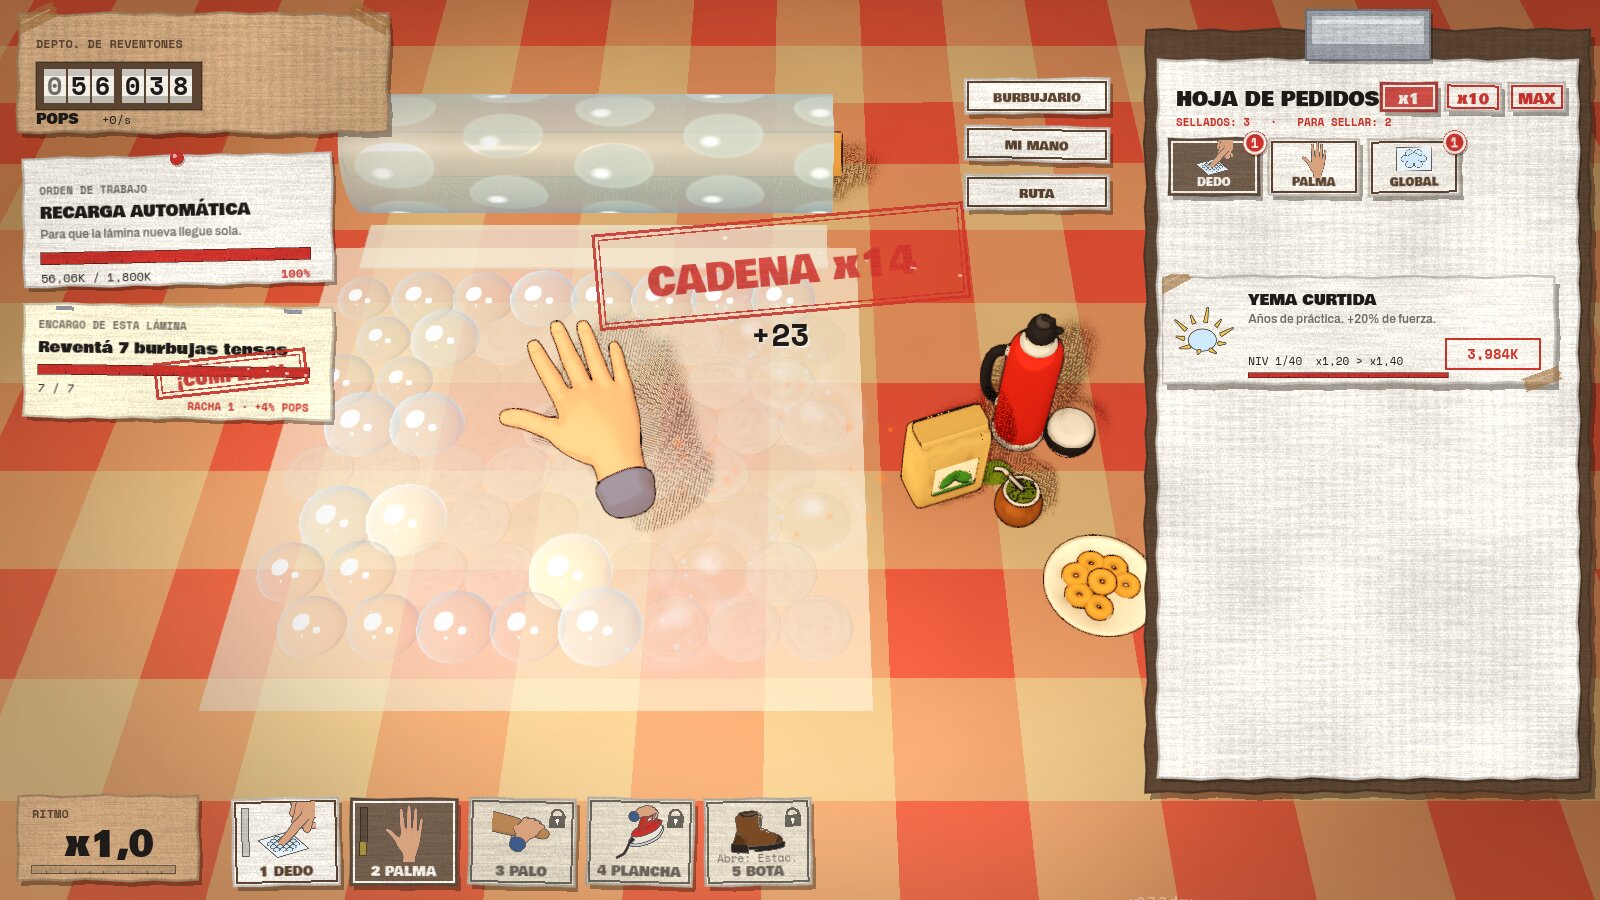 DEPTO. DE REVENTONES
056 038
POPS +0/s
ORDEN DE TRABAJO
RECARGA AUTOMÁTICA
Para que la lámina nueva llegue sola.
56,06K / 1,800K 100%
ENCARGO DE ESTA LÁMINA
Reventá 7 burbujas tensas
7 / 7
RACHA 1 · +4% POPS
CADENA x14
+23
BURBUJARIO
MI MANO
RUTA
HOJA DE PEDIDOS x1 x10 MAX
SELLADOS: 3 · PARA SELLAR: 2
1 1
DEDO PALMA GLOBAL
YEMA CURTIDA
Años de práctica. +20% de fuerza.
NIV 1/40 x1,20 > x1,40
3,984K
RITMO
x1,0
1 DEDO
2 PALMA
3 PALO
4 PLANCHA
Abre: Estac.
5 BOTA